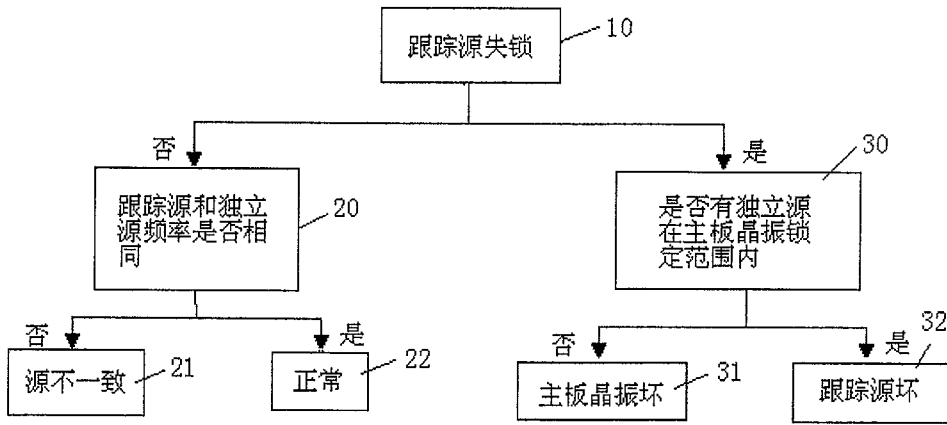 跟踪源失锁
10
否
是
跟踪源和独立
源频率是否相
同
20
是否有独立源
在主板晶振锁
定范围内
30
否
是
否
是
源不一致
21
正常
22
主板晶振坏
31
跟踪源坏
32